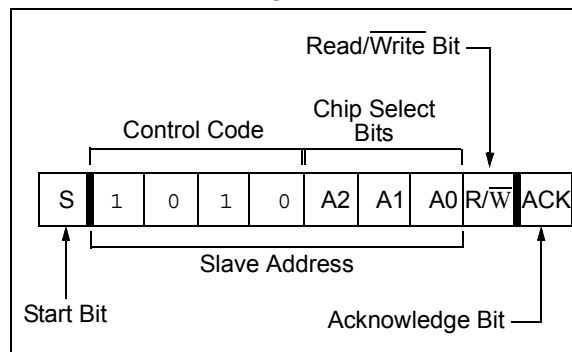 Read/Write Bit
Chip Select
Bits
Control Code
S 1 0 1 0 A2 A1 A0 R/W ACK
Slave Address
Start Bit
Acknowledge Bit